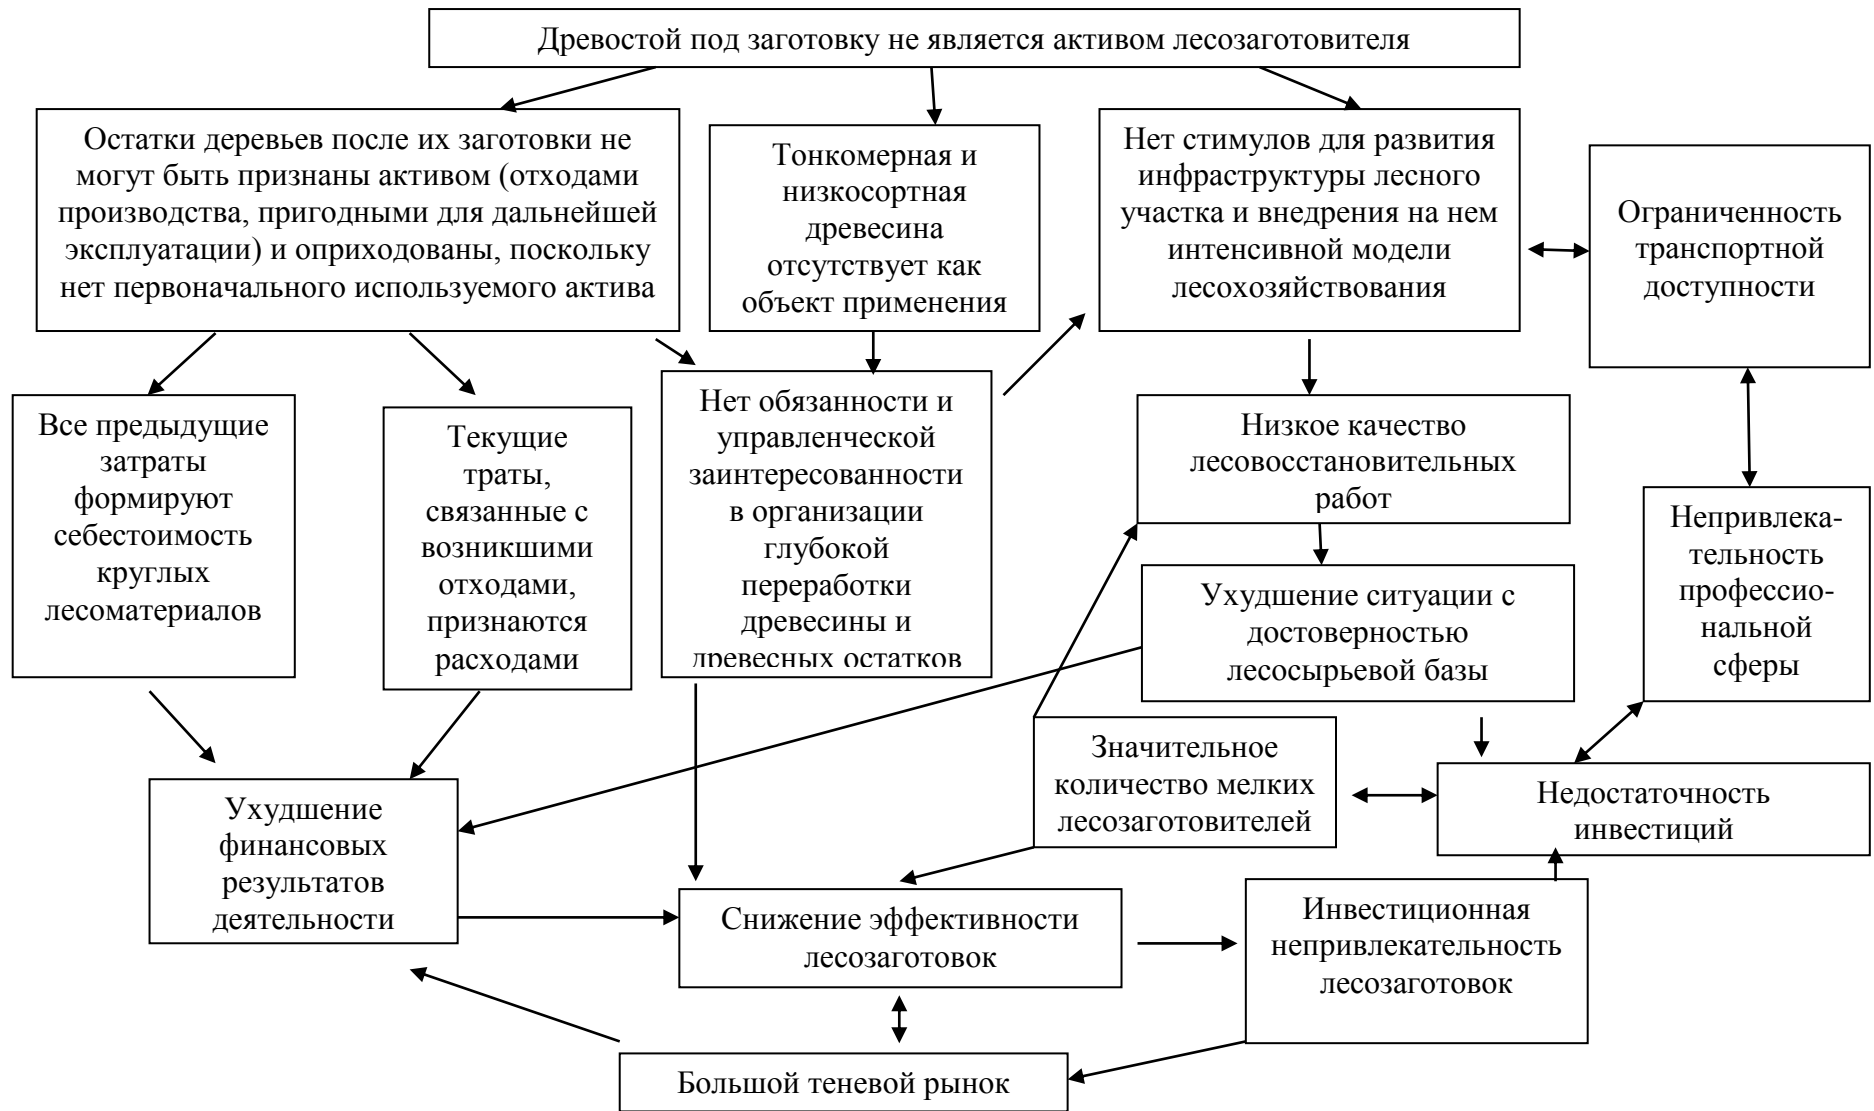 Древостой под заготовку не является активом лесозаготовителя
Остатки деревьев после их заготовки не
могут быть признаны активом (отходами
производства, пригодными для дальнейшей
эксплуатации) и оприходованы, поскольку
нет первоначального используемого актива
Тонкомерная и
низкосортная
древесина
отсутствует как
объект применения
Нет стимулов для развития
инфраструктуры лесного
участка и внедрения на нем
интенсивной модели
лесохозяйствования
Ограниченность
транспортной
доступности
Все предыдущие
затраты
формируют
себестоимость
круглых
лесоматериалов
Текущие
траты,
связанные с
возникшими
отходами,
признаются
расходами
Нет обязанности и
управленческой
заинтересованности
в организации
глубокой
переработки
древесины и
древесных остатков
Низкое качество
лесовосстановительных
работ
Непривлека-
тельность
профессио-
нальной
сферы
Ухудшение ситуации с
достоверностью
лесосырьевой базы
Значительное
количество мелких
лесозаготовителей
Недостаточность
инвестиций
Ухудшение
финансовых
результатов
деятельности
Снижение эффективности
лесозаготовок
Инвестиционная
непривлекательность
лесозаготовок
Большой теневой рынок